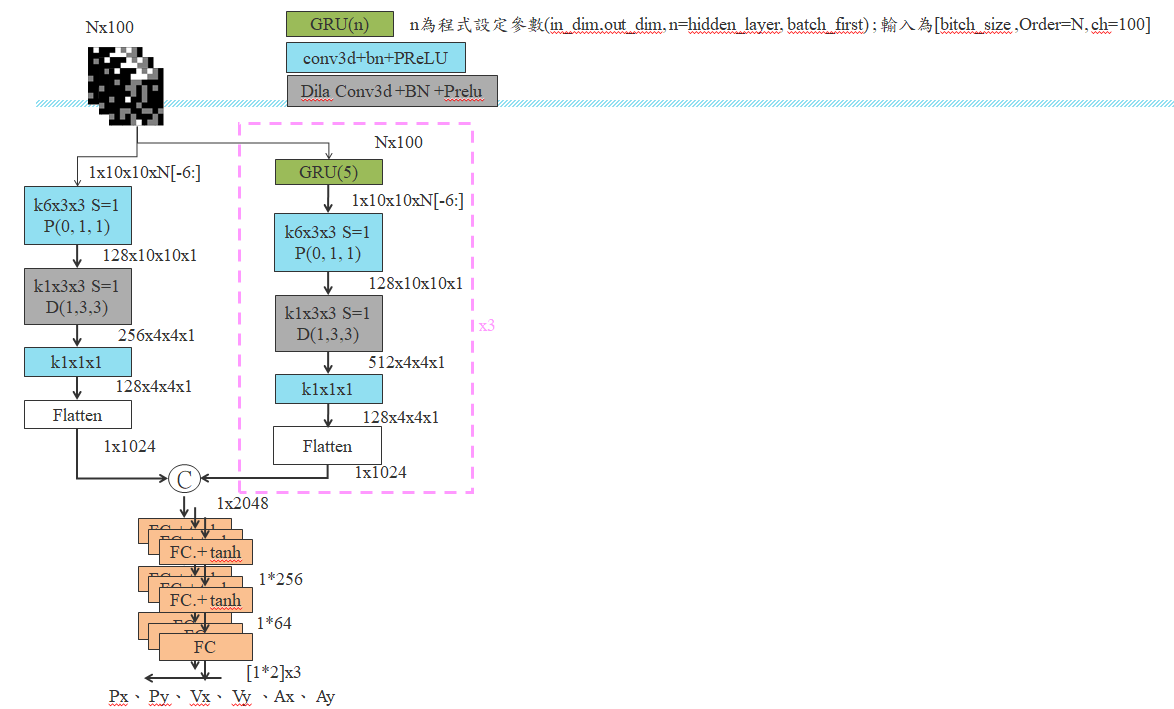 Nx100
GRU(n)
n為程式設定參數(in_dim,out_dim, n=hidden_layer, batch_first) ; 輸入為[bitch_size ,Order=N, ch=100]
conv3d+bn+PReLU
Dila Conv3d +BN +Prelu
1x10x10xN[-6:]
k6x3x3 S=1
P(0, 1, 1)
128x10x10x1
k1x3x3 S=1
D(1,3,3)
256x4x4x1
k1x1x1
128x4x4x1
Flatten
1x1024
Nx100
GRU(5)
1x10x10xN[-6:]
k6x3x3 S=1
P(0, 1, 1)
128x10x10x1
k1x3x3 S=1
D(1,3,3)
512x4x4x1
k1x1x1
128x4x4x1
Flatten
1x1024
x3
C
1x2048
FC.+ tanh
1*256
FC.+ tanh
1*64
FC
[1*2]x3
Px、Py、Vx、Vy、Ax、Ay